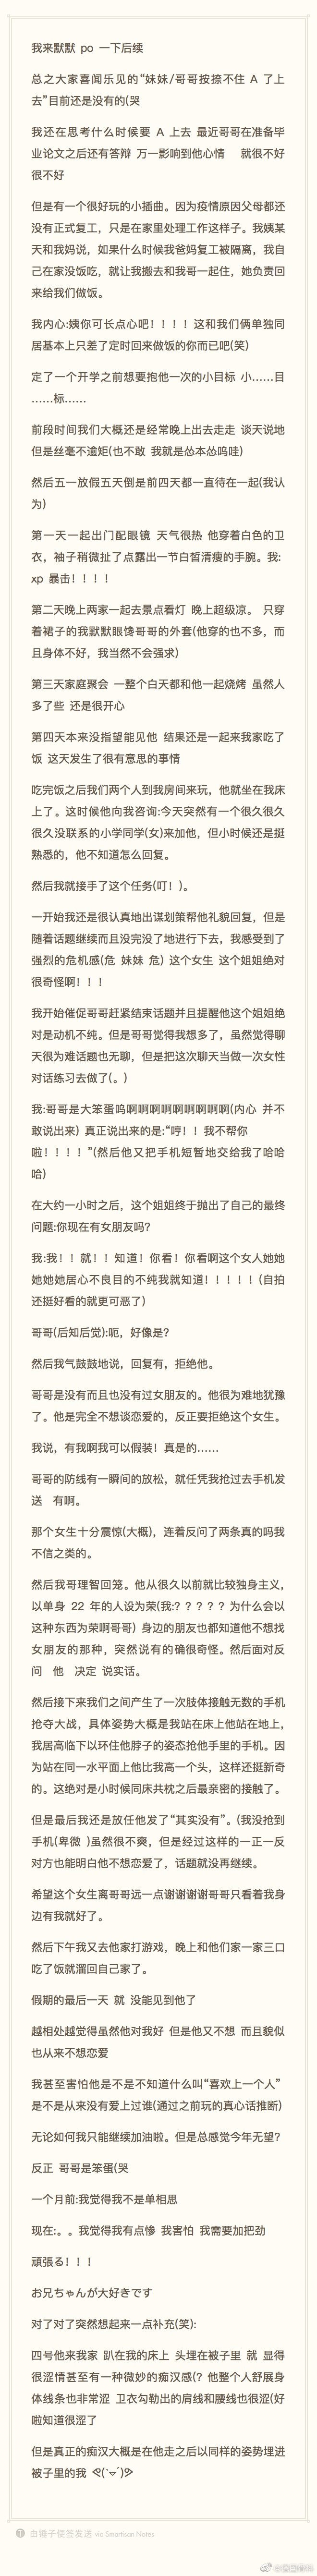 我来默默 po 一下后续
总之大家喜闻乐见的“妹妹/哥哥按捺不住 A 了上
去”目前还是没有的(哭
我还在思考什么时候要 A 上去 最近哥哥在准备毕
业论文之后还有答辩 万一影响到他心情 就很不好
很不好
但是有一个很好玩的小插曲。因为疫情原因父母都还
没有正式复工，只是在家里处理工作这样子。我姨某
天和我妈说，如果什么时候我爸妈复工被隔离，我自
己在家没饭吃，就让我搬去和我哥一起住，她负责回
来给我们做饭。
我内心:姨你可长点心吧！！！！这和我们俩单独同
居基本上只差了定时回来做饭的你而已吧(笑)
定了一个开学之前想要抱他一次的小目标 小……目
……标……
前段时间我们大概还是经常晚上出去走走 谈天说地
但是丝毫不逾矩(也不敢 我就是怂本怂呜哇)
然后五一放假五天倒是前四天都一直待在一起(我认
为)
第一天一起出门配眼镜 天气很热 他穿着白色的卫
衣，袖子稍微扯了点露出一节白皙清瘦的手腕。我:
xp 暴击！！！！
第二天晚上两家一起去景点看灯 晚上超级凉。 只穿
着裙子的我默默眼馋哥哥的外套(他穿的也不多，而
且身体不好，我当然不会强求)
第三天家庭聚会 一整个白天都和他一起烧烤 虽然人
多了些 还是很开心
第四天本来没指望能见他 结果还是一起来我家吃了
饭 这天发生了很有意思的事情
吃完饭之后我们两个人到我房间来玩，他就坐在我床
上了。这时候他向我咨询:今天突然有一个很久很久
很久没联系的小学同学(女)来加他，但小时候还是挺
熟悉的，他不知道怎么回复。
然后我就接手了这个任务(叮！)。
一开始我还是很认真地出谋划策帮他礼貌回复，但是
随着话题继续而且没完没了地进行下去，我感受到了
强烈的危机感(危 妹妹 危) 这个女生 这个姐姐绝对
很奇怪啊！！！
我开始催促哥哥赶紧结束话题并且提醒他这个姐姐绝
对是动机不纯。但是哥哥觉得我想多了，虽然觉得聊
天很为难话题也无聊，但是把这次聊天当做一次女性
对话练习去做了(。)
我:哥哥是大笨蛋呜啊啊啊啊啊啊啊啊啊(内心 并不
敢说出来) 真正说出来的是:“哼！！我不帮你
啦！！！！”(然后他又把手机短暂地交给我了哈哈
哈)
在大约一小时之后，这个姐姐终于抛出了自己的最终
问题:你现在有女朋友吗?
我:我！！就！！知道！你看！你看啊这个女人她她
她她她她居心不良目的不纯我就知道！！！！！(自拍
还挺好看的就更可恶了)
哥哥(后知后觉):呃，好像是?
然后我气鼓鼓地说，回复有，拒绝他。
哥哥是没有而且也没有过女朋友的。他很为难地犹豫
了。他是完全不想谈恋爱的，反正要拒绝这个女生。
我说，有我啊我可以假装！真是的……
哥哥的防线有一瞬间的放松，就任凭我抢过去手机发
送 有啊。
那个女生十分震惊(大概)，连着反问了两条真的吗我
不信之类的。
然后我哥理智回笼。他从很久以前就比较独身主义，
以单身 22 年的人设为荣(我:？？？？？为什么会以
这种东西为荣啊哥哥) 身边的朋友也都知道他不想找
女朋友的那种，突然说有的确很奇怪。然后面对反
问 他 决定 说实话。
然后接下来我们之间产生了一次肢体接触无数的手机
抢夺大战，具体姿势大概是我站在床上他站在地上，
我居高临下以环住他脖子的姿态抢他手里的手机。因
为站在同一水平面上他比我高一个头，这样还挺新奇
的。这绝对是小时候同床共枕之后最亲密的接触了。
但是最后我还是放任他发了“其实没有”。(我没抢到
手机(卑微 )虽然很不爽，但是经过这样的一正一反
对方也能明白他不想恋爱了，话题就没再继续。
希望这个女生离哥哥远一点谢谢谢谢哥哥只看着我身
边有我就好了。
然后下午我又去他家打游戏，晚上和他们家一家三口
吃了饭就溜回自己家了。
假期的最后一天 就 没能见到他了
越相处越觉得虽然他对我好 但是他又不想 而且貌似
也从来不想恋爱
我甚至害怕他是不是不知道什么叫“喜欢上一个人”
是不是从来没有爱上过谁(通过之前玩的真心话推断)
无论如何我只能继续加油啦。但是总感觉今年无望?
反正 哥哥是笨蛋(哭
一个月前:我觉得我不是单相思
现在:。。我觉得我有点惨 我害怕 我需要加把劲
頑張る！！！
お兄ちゃんが大好きです
对了对了突然想起来一点补充(笑):
四号他来我家 趴在我的床上 头埋在被子里 就 显得
很涩情甚至有一种微妙的痴汉感(? 他整个人舒展身
体线条也非常涩 卫衣勾勒出的肩线和腰线也很涩(好
啦知道很涩了
但是真正的痴汉大概是在他走之后以同样的姿势埋进
被子里的我
由锤子便签发送 via Smartisan Notes